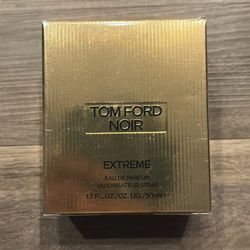 TOM FORD
NOIR
EXTREME
EAU DE PARFUM
VAPORISATEUR SPRAY
1.7 FL.OZ./OZ. LIQ./50 ml ℮